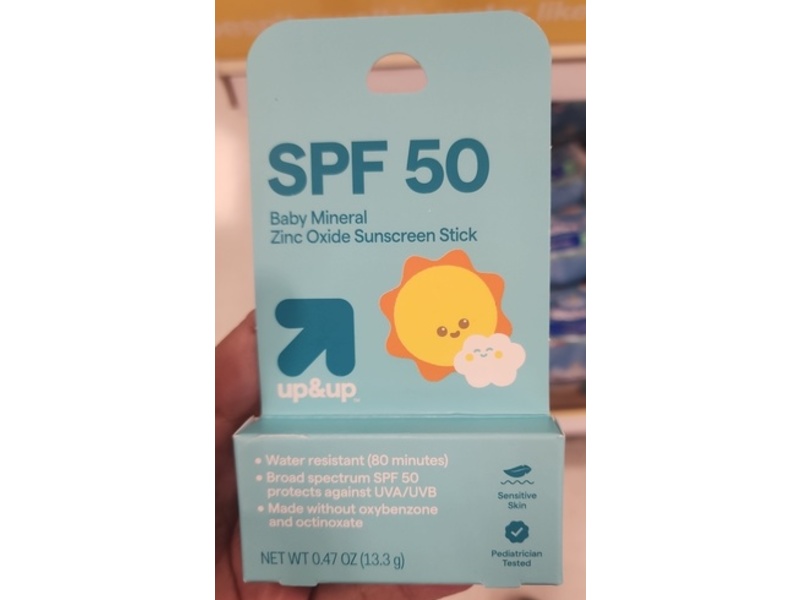 SPF 50
Baby Mineral
Zinc Oxide Sunscreen Stick
up&up™
• Water resistant (80 minutes)
• Broad spectrum SPF 50
protects against UVA/UVB
• Made without oxybenzone
and octinoxate
Sensitive
Skin
Pediatrician
Tested
NET WT 0.47 OZ (13.3 g)